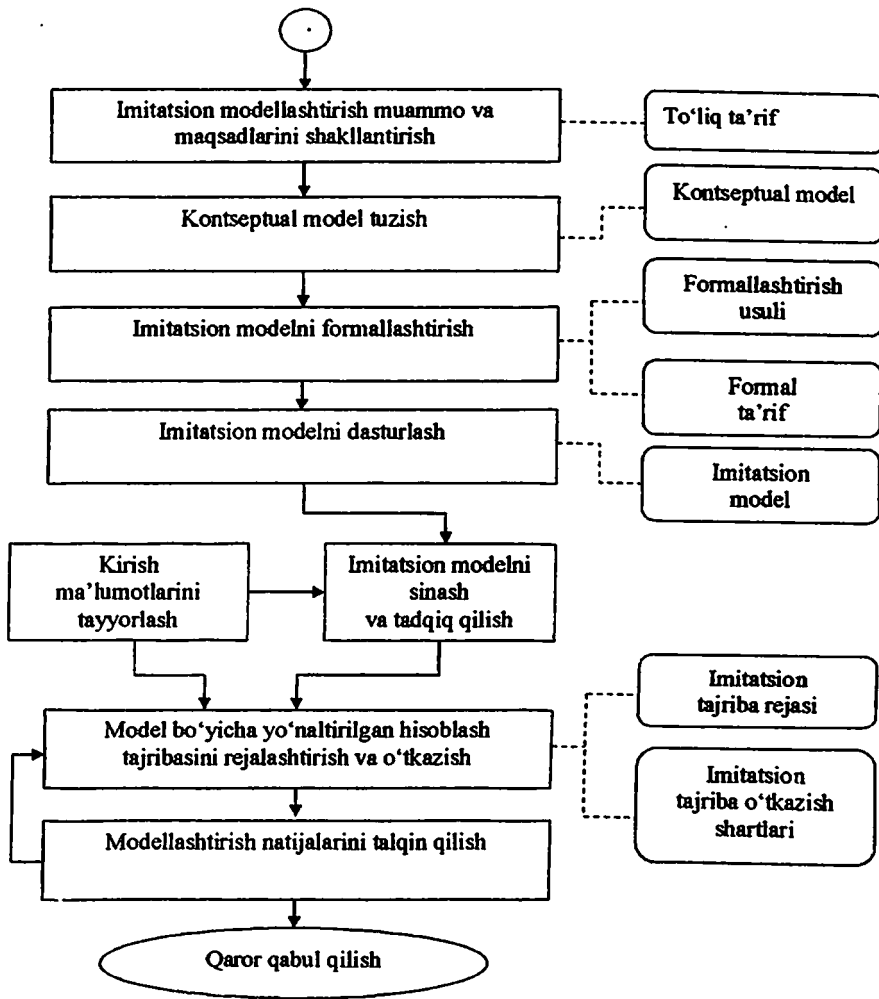 Imitatsion modellashtirish muammo va
maqsadlarini shakllantirish
To‘liq ta’rif
Kontseptual model tuzish
Kontseptual model
Imitatsion modelni formallashtirish
Formallashtirish
usuli
Formal
ta’rif
Imitatsion modelni dasturlash
Imitatsion
model
Kirish
ma’lumotlarini
tayyorlash
Imitatsion modelni
sinash
va tadqiq qilish
Model bo‘yicha yo‘naltirilgan hisoblash
tajribasini rejalashtirish va o‘tkazish
Imitatsion
tajriba rejasi
Imitatsion
tajriba o‘tkazish
shartlari
Modellashtirish natijalarini talqin qilish
Qaror qabul qilish